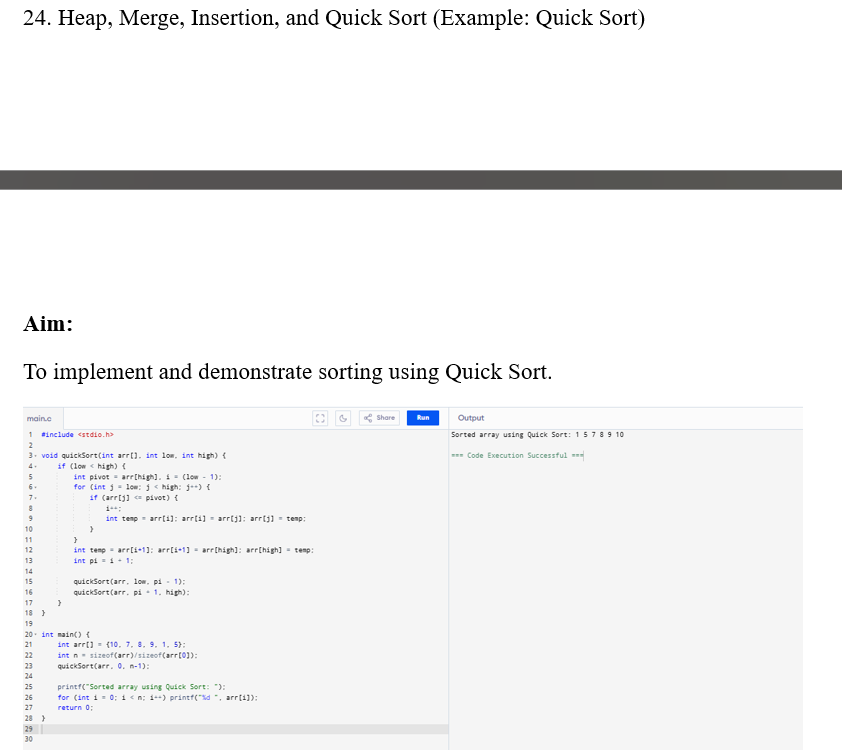 24. Heap, Merge, Insertion, and Quick Sort (Example: Quick Sort)
Aim:
To implement and demonstrate sorting using Quick Sort.
main.c Share Run Output
1 #include <stdio.h>
2
3 void quickSort(int arr[], int low, int high) {
4 if (low < high) {
5 int pivot = arr[high], i = (low - 1);
6 for (int j = low; j < high; j++) {
7 if (arr[j] <= pivot) {
8 i++;
9 int temp = arr[i]; arr[i] = arr[j]; arr[j] = temp;
10 }
11 }
12 int temp = arr[i+1]; arr[i+1] = arr[high]; arr[high] = temp;
13 int pi = i + 1;
14
15 quickSort(arr, low, pi - 1);
16 quickSort(arr, pi + 1, high);
17 }
18 }
19
20 int main() {
21 int arr[] = {10, 7, 8, 9, 1, 5};
22 int n = sizeof(arr)/sizeof(arr[0]);
23 quickSort(arr, 0, n-1);
24
25 printf("Sorted array using Quick Sort: ");
26 for (int i = 0; i < n; i++) printf("%d ", arr[i]);
27 return 0;
28 }
29
30
Sorted array using Quick Sort: 1 5 7 8 9 10
=== Code Execution Successful ===